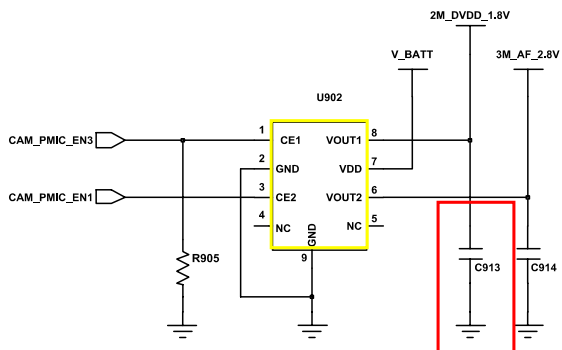 2M_DVDD_1.8V
V_BATT
3M_AF_2.8V
U902
CAM_PMIC_EN3
1
CE1
VOUT1
8
2
GND
VDD
7
CAM_PMIC_EN1
3
CE2
VOUT2
6
4
NC
NC
5
GND
9
R905
C913
C914